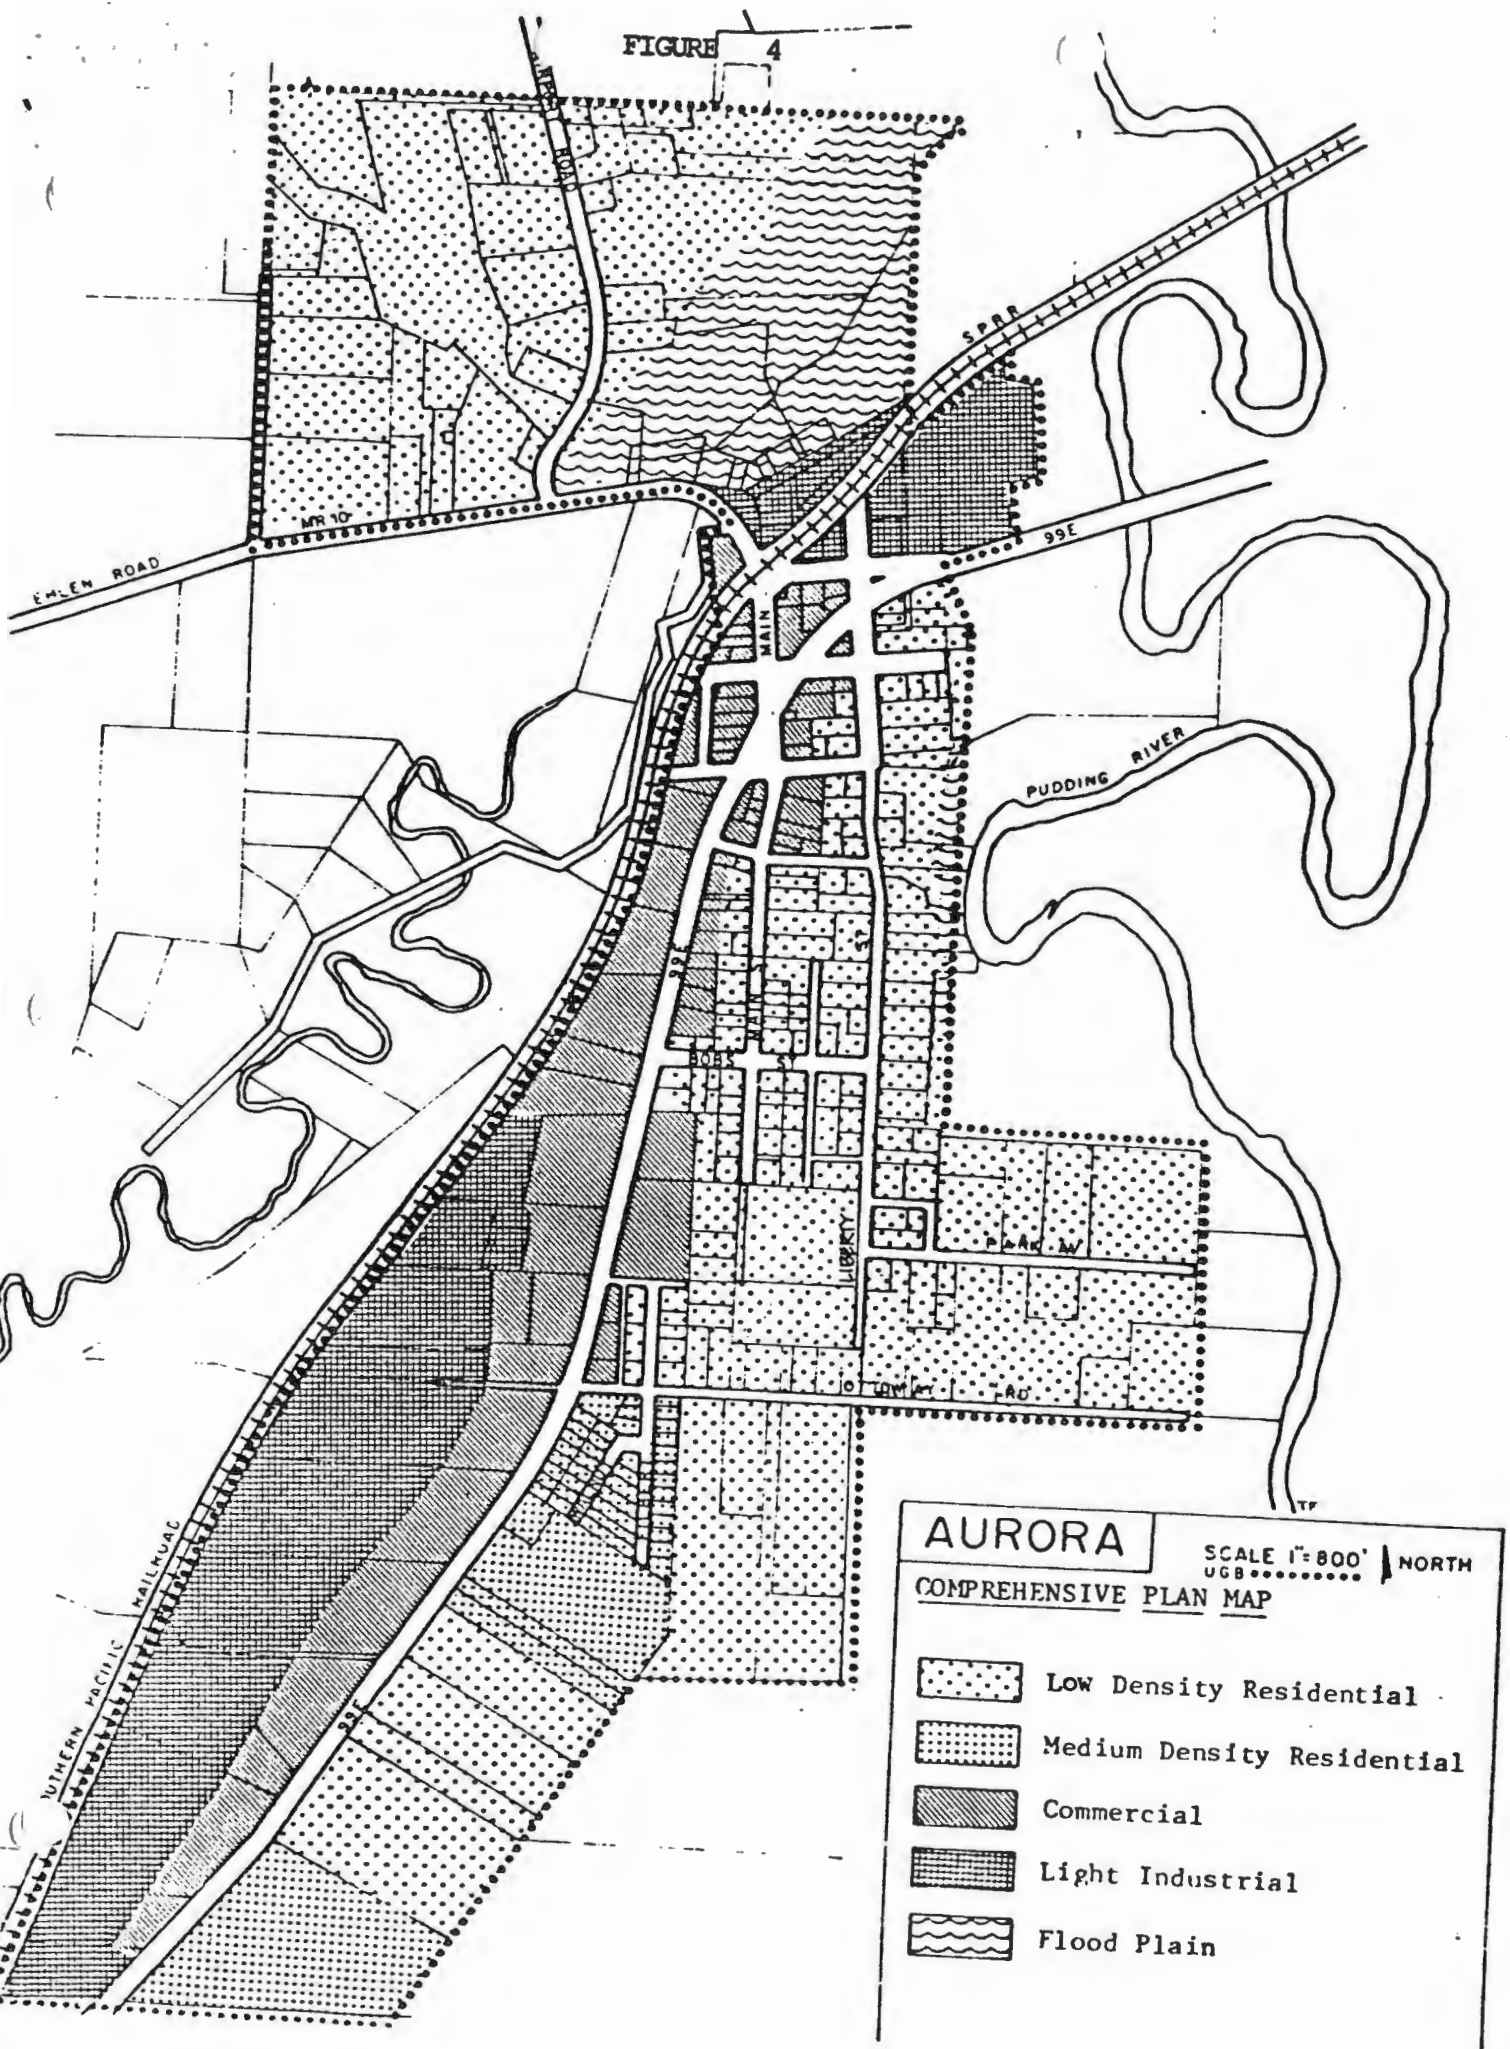 FIGURE 4
ROAD
SPRR
MR 10
99E
EHLEN ROAD
MAIN
PUDDING RIVER
99E
ST
MAIN ST
BOBS ST
LIBERTY
PARK AV
RD
SOUTHERN PACIFIC RAILROAD
99E
TF
AURORA
SCALE 1"=800' NORTH
UGB
COMPREHENSIVE PLAN MAP
Low Density Residential
Medium Density Residential
Commercial
Light Industrial
Flood Plain